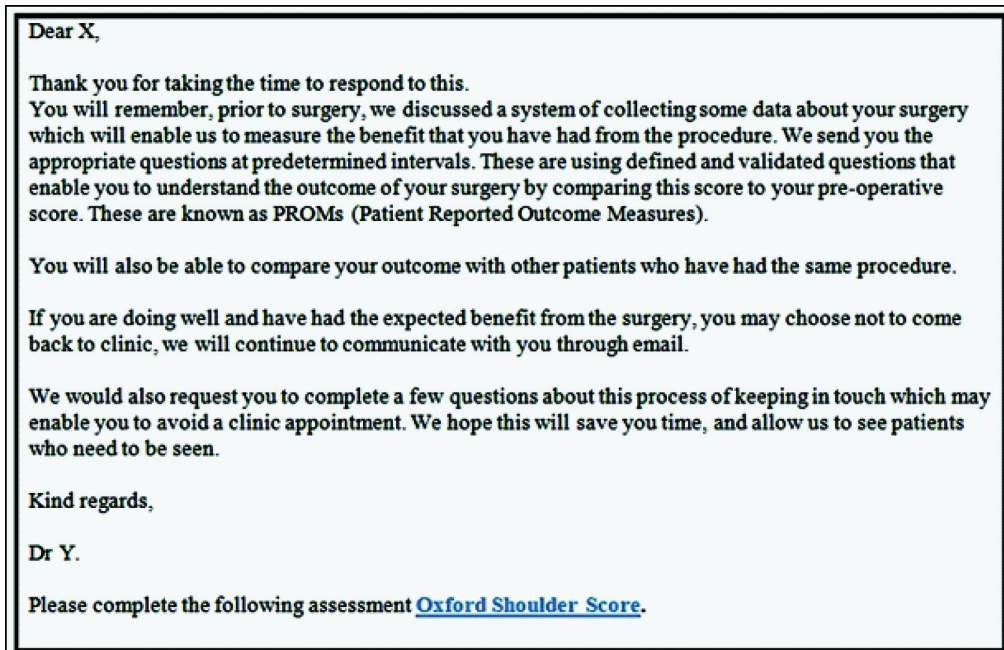 Dear X,
Thank you for taking the time to respond to this.
You will remember, prior to surgery, we discussed a system of collecting some data about your surgery
which will enable us to measure the benefit that you have had from the procedure. We send you the
appropriate questions at predetermined intervals. These are using defined and validated questions that
enable you to understand the outcome of your surgery by comparing this score to your pre-operative
score. These are known as PROMs (Patient Reported Outcome Measures).
You will also be able to compare your outcome with other patients who have had the same procedure.
If you are doing well and have had the expected benefit from the surgery, you may choose not to come
back to clinic, we will continue to communicate with you through email.
We would also request you to complete a few questions about this process of keeping in touch which may
enable you to avoid a clinic appointment. We hope this will save you time, and allow us to see patients
who need to be seen.
Kind regards,
Dr Y.
Please complete the following assessment Oxford Shoulder Score.